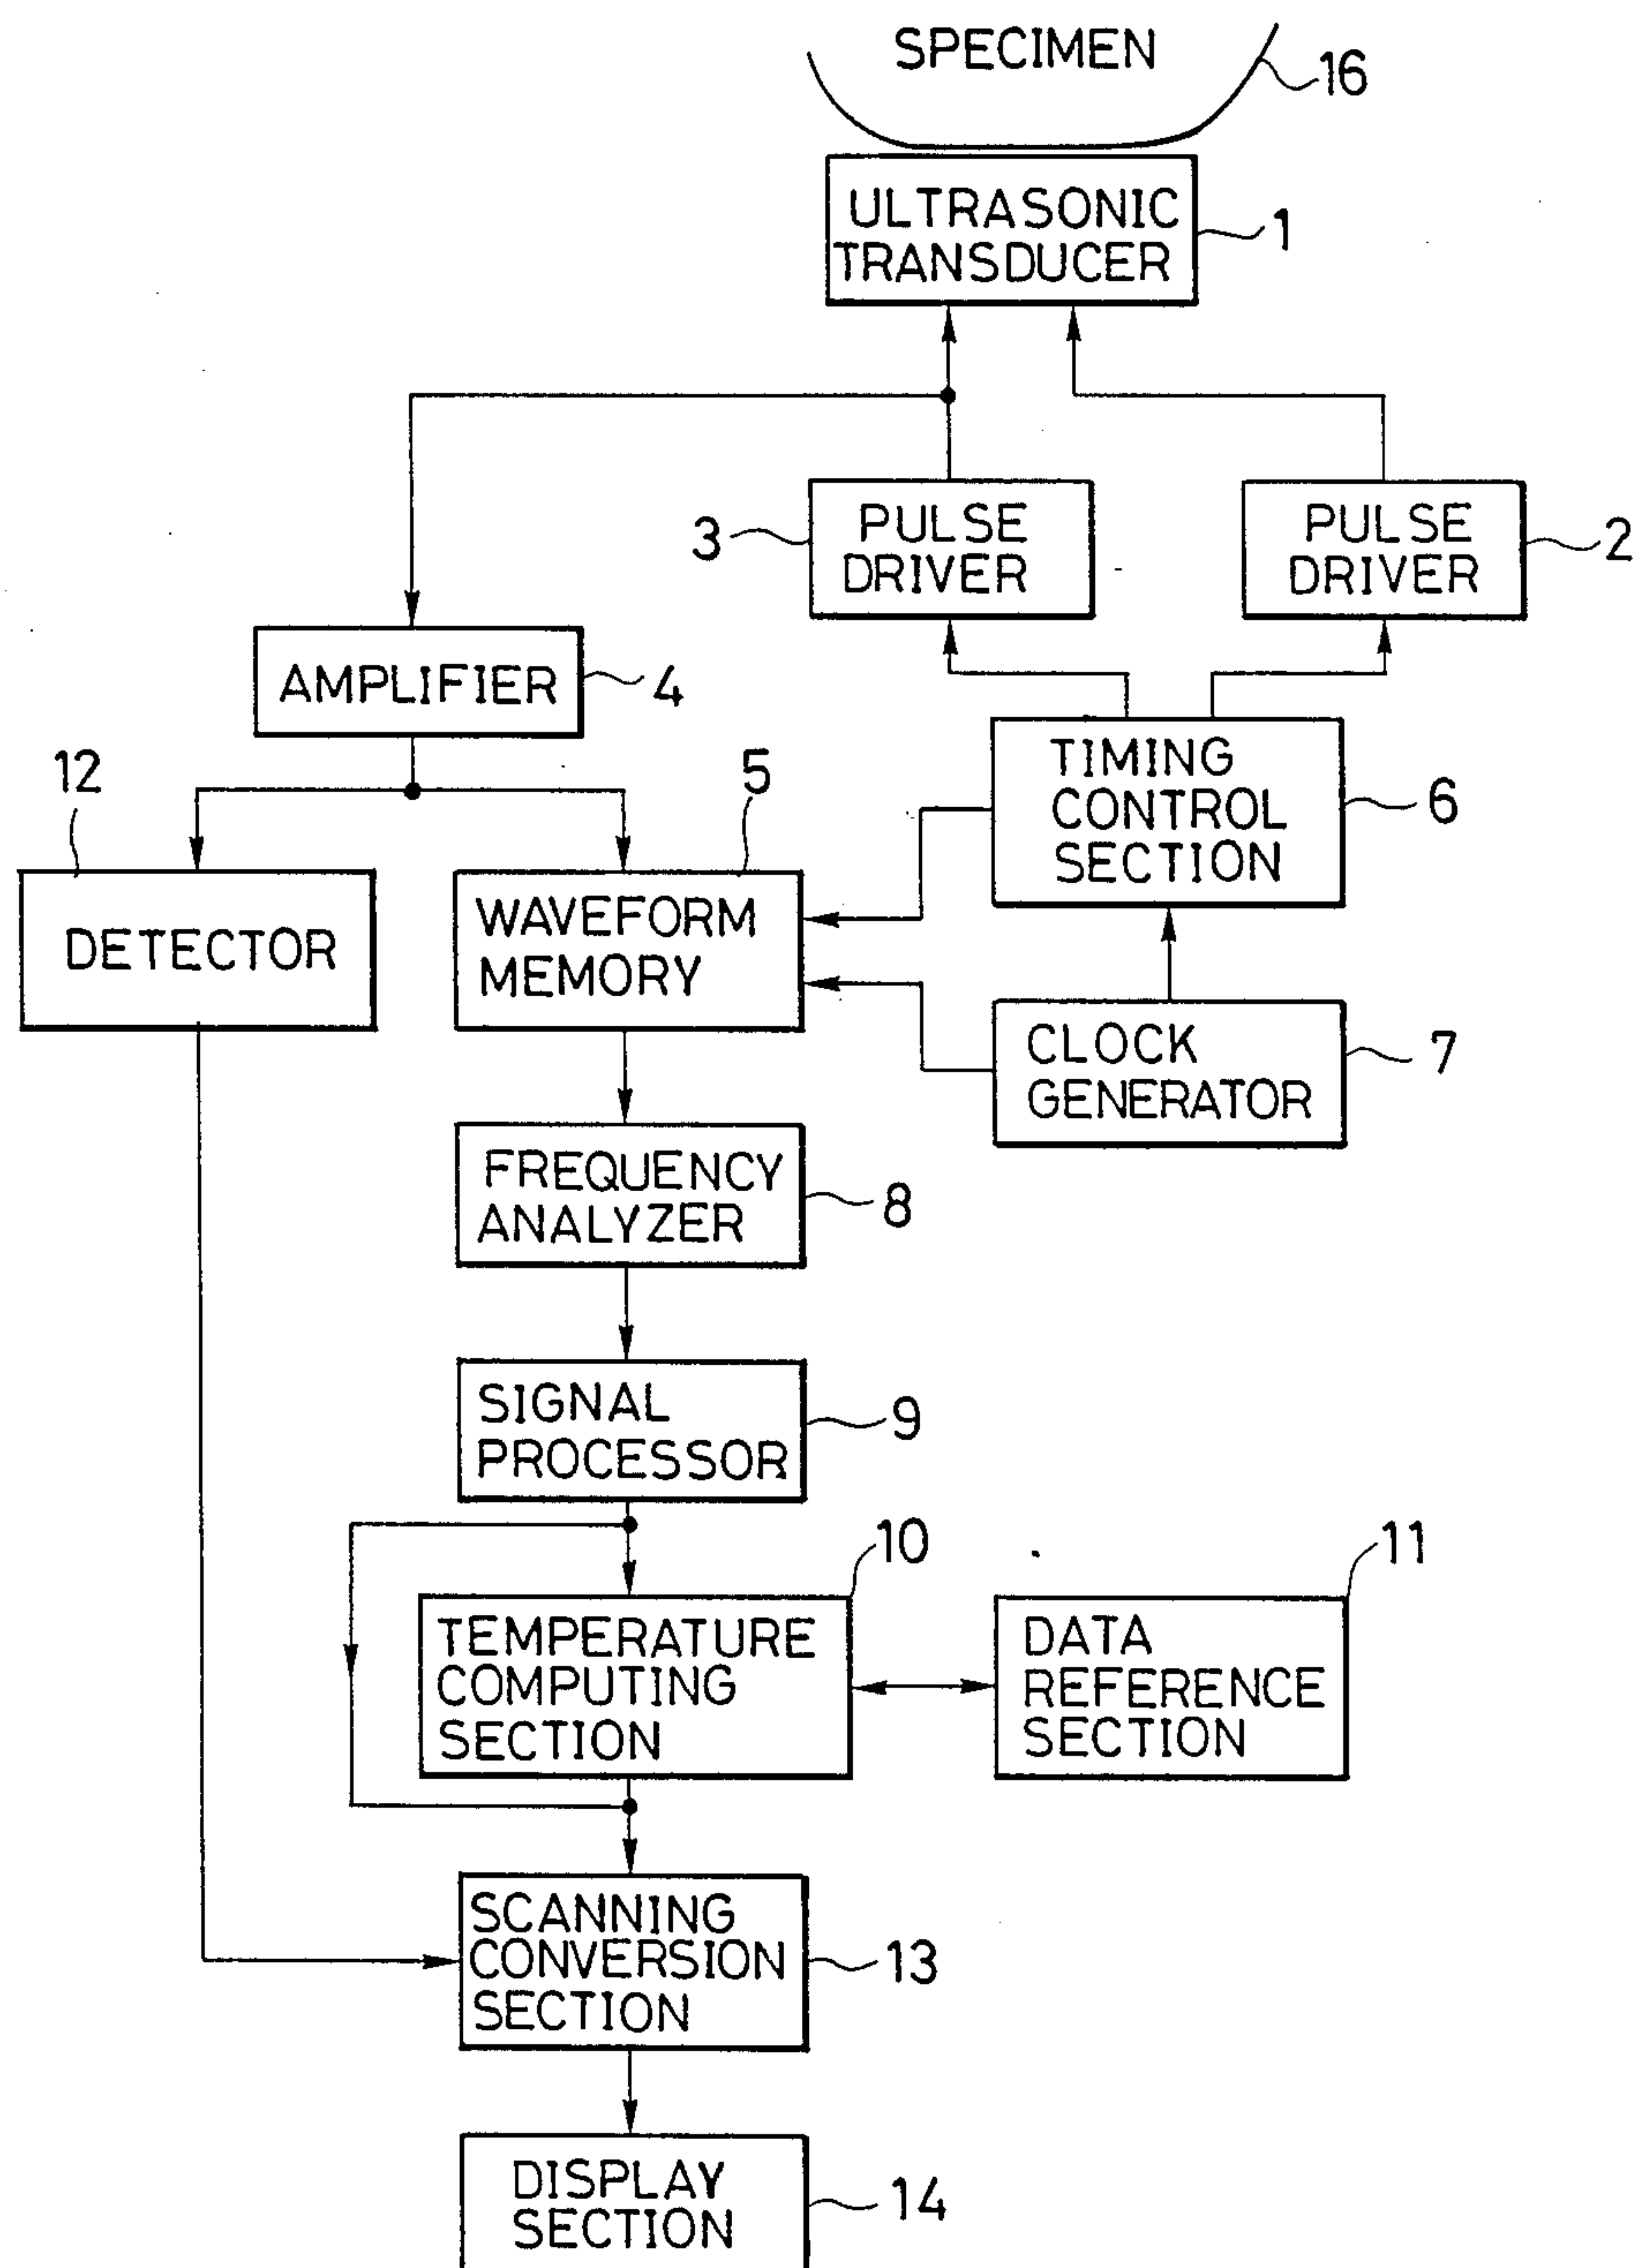 SPECIMEN
16
ULTRASONIC
TRANSDUCER
1
3
PULSE
DRIVER
PULSE
DRIVER
2
AMPLIFIER
4
12
5
TIMING
CONTROL
SECTION
6
DETECTOR
WAVEFORM
MEMORY
CLOCK
GENERATOR
7
FREQUENCY
ANALYZER
8
SIGNAL
PROCESSOR
9
10
11
TEMPERATURE
COMPUTING
SECTION
DATA
REFERENCE
SECTION
SCANNING
CONVERSION
SECTION
13
DISPLAY
SECTION
14